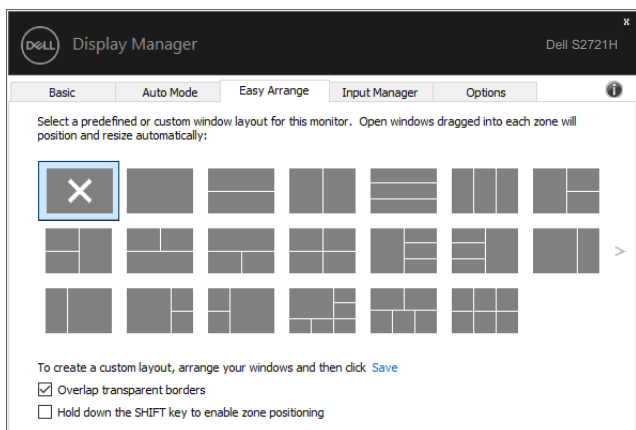 x
DELL Display Manager Dell S2721H
Basic Auto Mode Easy Arrange Input Manager Options
Select a predefined or custom window layout for this monitor. Open windows dragged into each zone will
position and resize automatically:
>
To create a custom layout, arrange your windows and then click Save
Overlap transparent borders
Hold down the SHIFT key to enable zone positioning